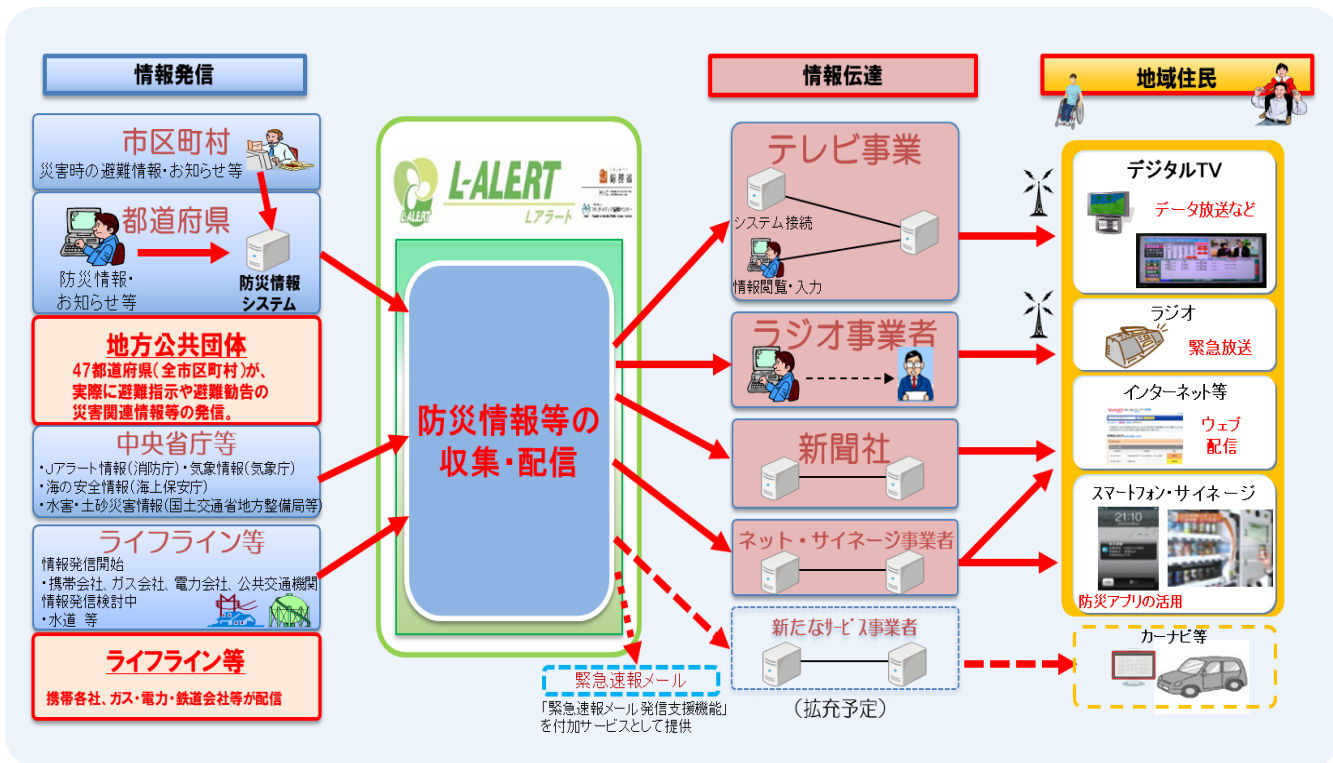 情報発信
市区町村
災害時の避難情報・お知らせ等
都道府県
防災情報・
お知らせ等
防災情報
システム
地方公共団体
47都道府県(全市区町村)が、
実際に避難指示や避難勧告の
災害関連情報等の発信。
中央省庁等
・Jアラート情報(消防庁)・気象情報(気象庁)
・海の安全情報(海上保安庁)
・水害・土砂災害情報(国土交通省地方整備局等)
ライフライン等
情報発信開始
・携帯会社、ガス会社、電力会社、公共交通機関
情報発信検討中
・水道 等
ライフライン等
携帯各社、ガス・電力・鉄道会社等が配信
L-ALERT
L-ALERT
Lアラート
総務省
防災情報等の
収集・配信
緊急速報メール
「緊急速報メール発信支援機能」
を付加サービスとして提供
情報伝達
テレビ事業
システム接続
情報閲覧・入力
ラジオ事業者
新聞社
ネット・サイネージ事業者
新たなサービス事業者
(拡充予定)
地域住民
デジタルTV
データ放送など
ラジオ
緊急放送
インターネット等
ウェブ
配信
スマートフォン・サイネージ
21:10
防災アプリの活用
カーナビ等